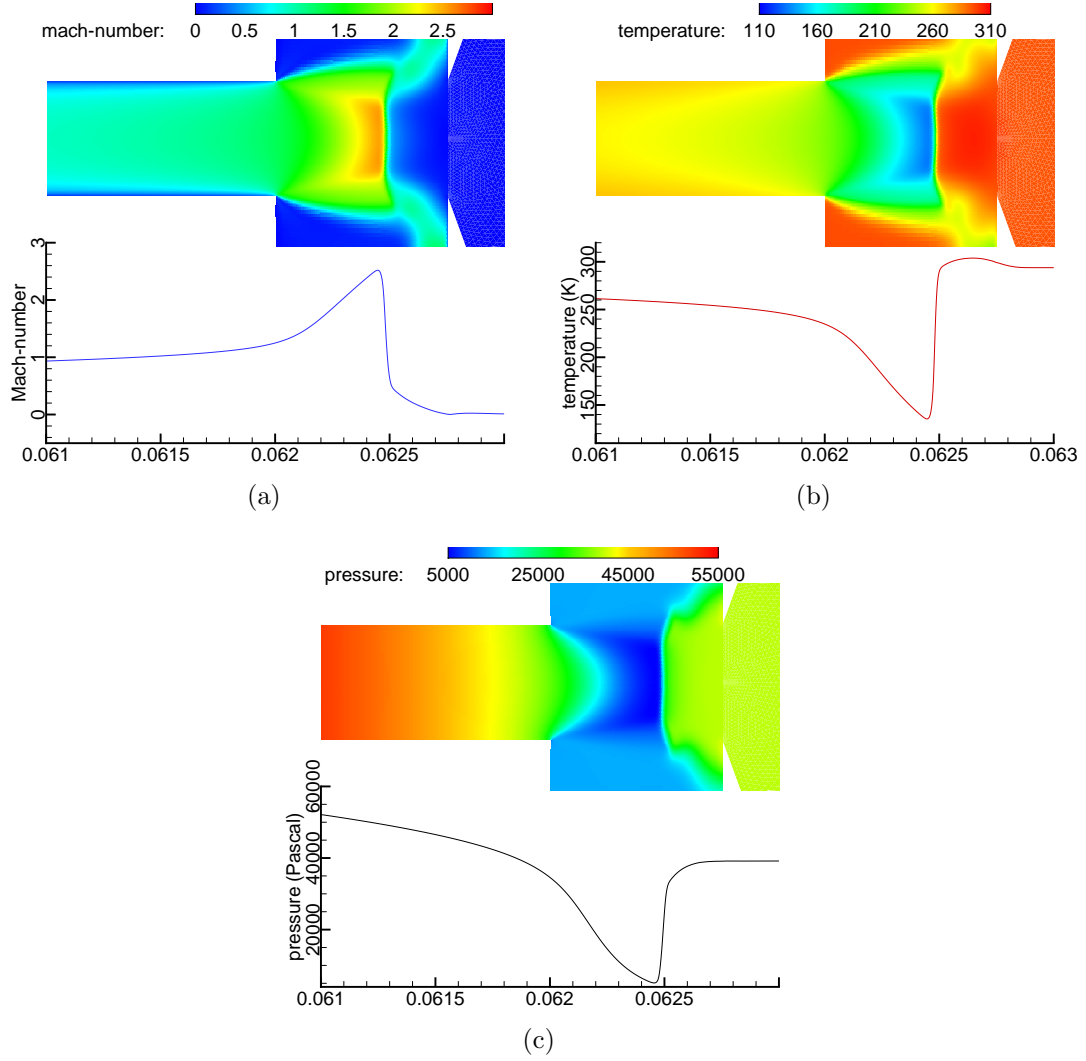 mach-number: 0 0.5 1 1.5 2 2.5
3
2
1
0
Mach-number
0.061 0.0615 0.062 0.0625
(a)
temperature: 110 160 210 260 310
300
250
200
150
temperature (K)
0.061 0.0615 0.062 0.0625 0.063
(b)
pressure: 5000 25000 45000 55000
60000
40000
20000
pressure (Pascal)
0.061 0.0615 0.062 0.0625
(c)